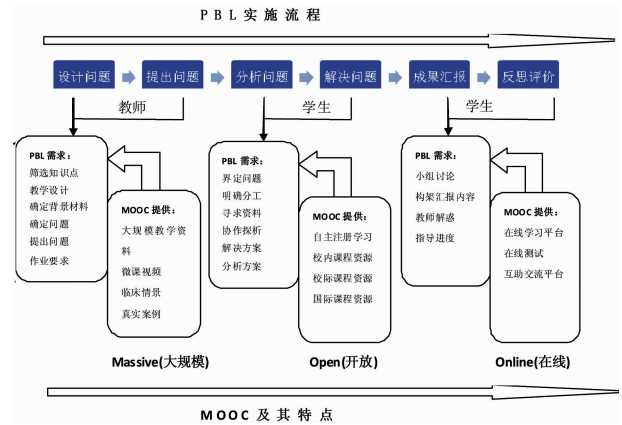 PBL实施流程
设计问题
提出问题
分析问题
解决问题
成果汇报
反思评价
教师
学生
学生
PBL 需求：
筛选知识点
教学设计
确定背景材料
确定问题
提出问题
作业要求
MOOC 提供：
大规模教学资
料
微课视频
临床情景
真实案例
PBL 需求：
界定问题
明确分工
寻求资料
协作探析
解决方案
分析方案
MOOC 提供：
自主注册学习
校内课程资源
校际课程资源
国际课程资源
PBL 需求：
小组讨论
构架汇报内容
教师解惑
指导进度
MOOC 提供：
在线学习平台
在线测试
互助交流平台
Massive(大规模)
Open(开放)
Online(在线)
MOOC 及其特点